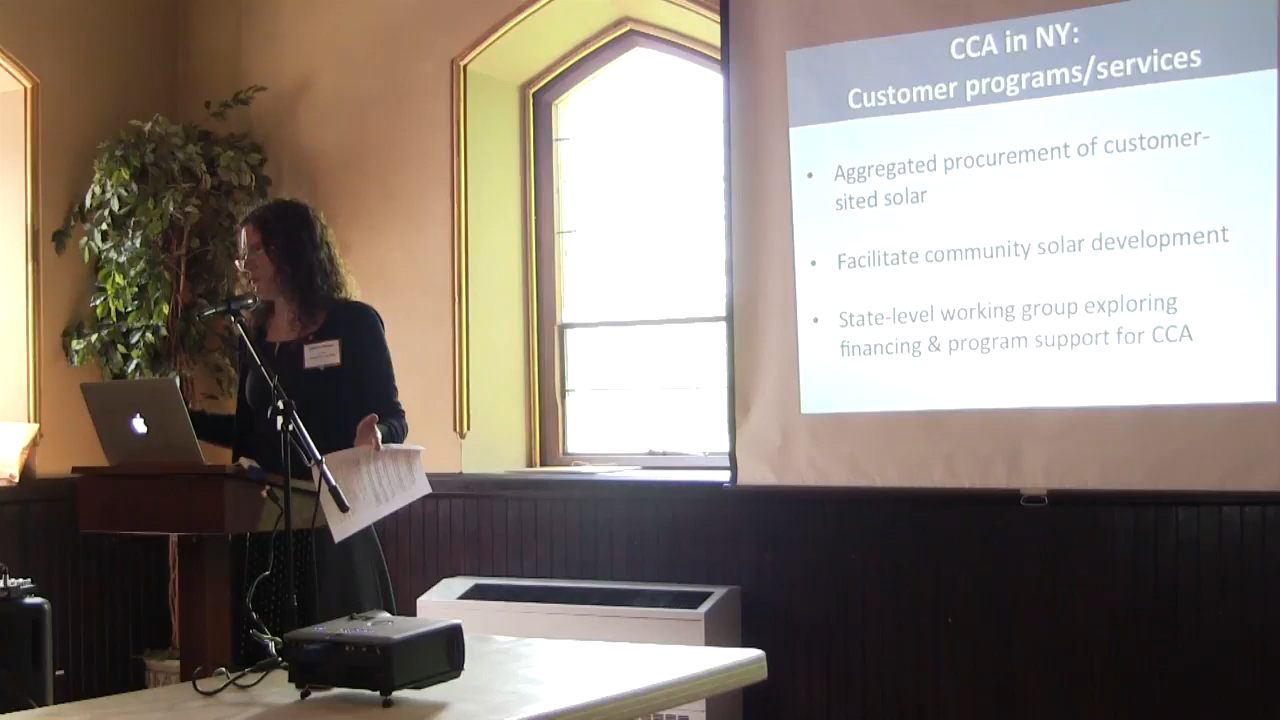 CCA in NY:
Customer programs/services
• Aggregated procurement of customer-
sited solar
• Facilitate community solar development
• State-level working group exploring
financing & program support for CCA